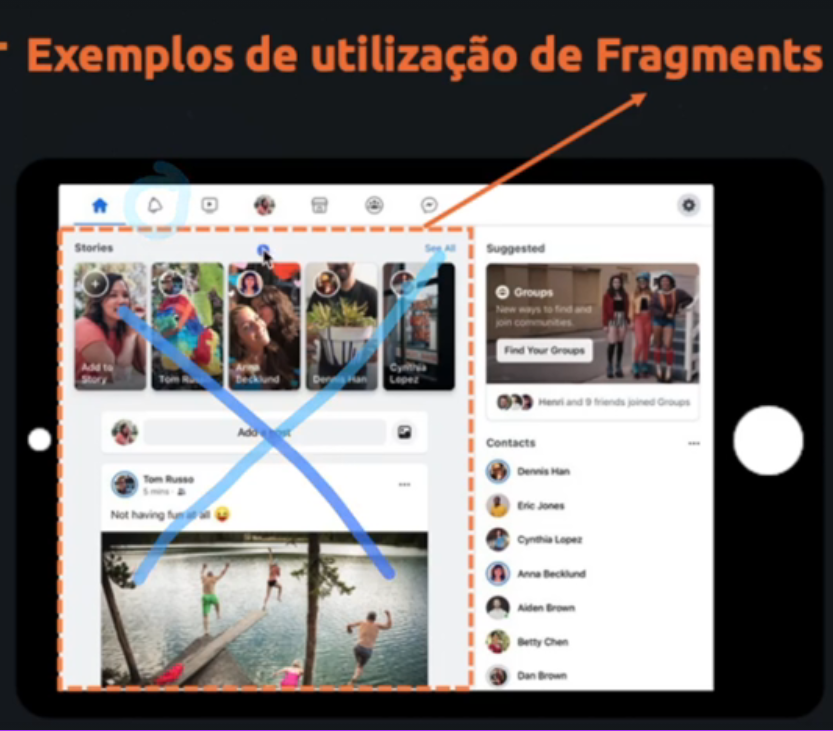 Exemplos de utilização de Fragments
Stories
See All
Add to
Story
Tom Russo
Anna
Becklund
Dennis Han
Cynthia
Lopez
Add a post
Tom Russo
5 mins ·
Not having fun at all 😆
Suggested
Groups
New ways to find and
join communities.
Find Your Groups
Henri and 9 friends joined Groups
Contacts
Dennis Han
Eric Jones
Cynthia Lopez
Anna Becklund
Aiden Brown
Betty Chen
Dan Brown